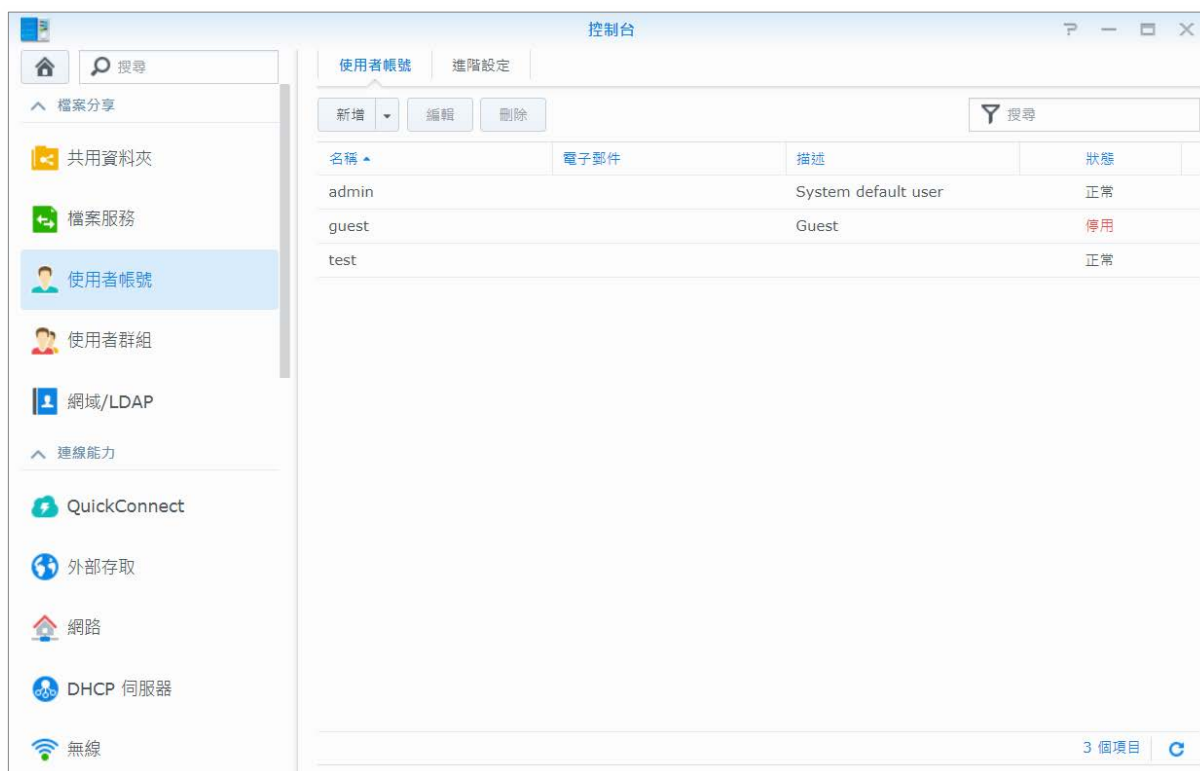 控制台
搜尋
檔案分享
共用資料夾
檔案服務
使用者帳號
使用者群組
網域/LDAP
連線能力
QuickConnect
外部存取
網路
DHCP 伺服器
無線
使用者帳號 進階設定
新增 編輯 刪除 搜尋
名稱 電子郵件 描述 狀態
admin System default user 正常
guest Guest 停用
test 正常
3 個項目